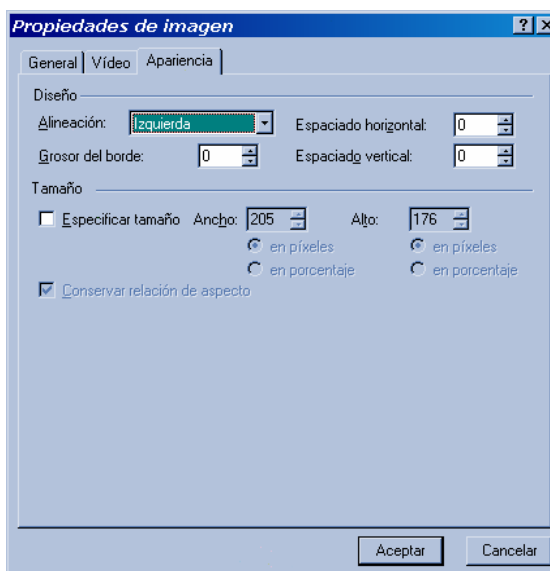 Propiedades de imagen ? ×
General Vídeo Apariencia
Diseño
Alineación: Izquierda Espaciado horizontal: 0
Grosor del borde: 0 Espaciado vertical: 0
Tamaño
Especificar tamaño Ancho: 205 Alto: 176
en píxeles en píxeles
en porcentaje en porcentaje
Conservar relación de aspecto
Aceptar Cancelar